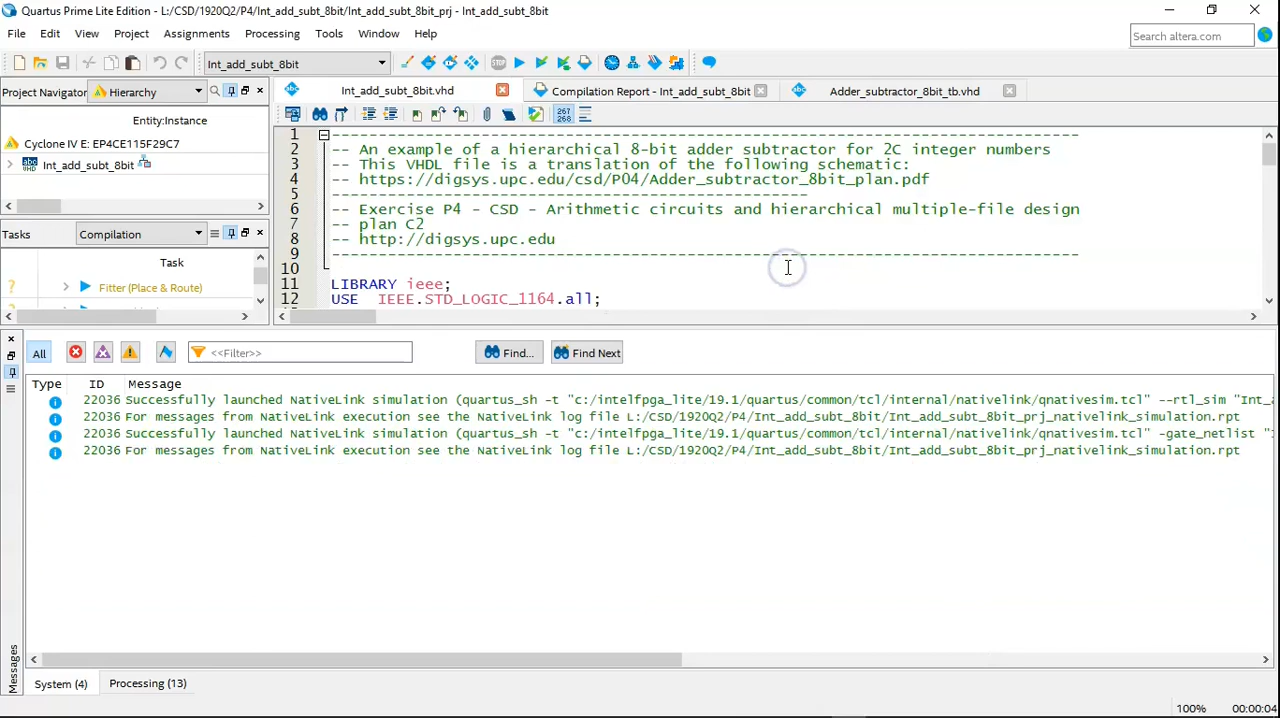 Quartus Prime Lite Edition - L:/CSD/1920Q2/P4/Int_add_subt_8bit/Int_add_subt_8bit_prj - Int_add_subt_8bit
File Edit View Project Assignments Processing Tools Window Help
Search altera.com
Int_add_subt_8bit
Project Navigator Hierarchy
Int_add_subt_8bit.vhd
Compilation Report - Int_add_subt_8bit
Adder_subtractor_8bit_tb.vhd
267
268
Entity:Instance
Cyclone IV E: EP4CE115F29C7
Int_add_subt_8bit
Tasks Compilation
Task
Fitter (Place & Route)
1 --------------------------------------------------------------------------------
2 -- An example of a hierarchical 8-bit adder subtractor for 2C integer numbers
3 -- This VHDL file is a translation of the following schematic:
4 -- https://digsys.upc.edu/csd/P04/Adder_subtractor_8bit_plan.pdf
5 ---------------------------------------------------
6 -- Exercise P4 - CSD - Arithmetic circuits and hierarchical multiple-file design
7 -- plan C2
8 -- http://digsys.upc.edu
9 --------------------------------------------------------------------------------
10
11 LIBRARY ieee;
12 USE IEEE.STD_LOGIC_1164.all;
All <<Filter>> Find... Find Next
Type ID Message
22036 Successfully launched NativeLink simulation (quartus_sh -t "c:/intelfpga_lite/19.1/quartus/common/tcl/internal/nativelink/qnativesim.tcl" --rtl_sim "Int_
22036 For messages from NativeLink execution see the NativeLink log file L:/CSD/1920Q2/P4/Int_add_subt_8bit/Int_add_subt_8bit_prj_nativelink_simulation.rpt
22036 Successfully launched NativeLink simulation (quartus_sh -t "c:/intelfpga_lite/19.1/quartus/common/tcl/internal/nativelink/qnativesim.tcl" -gate_netlist
22036 For messages from NativeLink execution see the NativeLink log file L:/CSD/1920Q2/P4/Int_add_subt_8bit/Int_add_subt_8bit_prj_nativelink_simulation.rpt
Messages
System (4) Processing (13)
100% 00:00:04